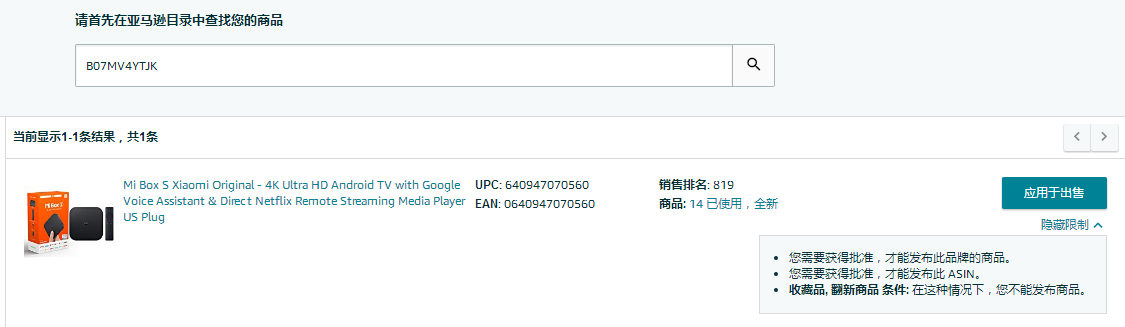 请首先在亚马逊目录中查找您的商品
B07MV4YTJK
当前显示1-1条结果，共1条
Mi Box S Xiaomi Original - 4K Ultra HD Android TV with Google
Voice Assistant & Direct Netflix Remote Streaming Media Player
US Plug
UPC: 640947070560
EAN: 0640947070560
销售排名: 819
商品: 14 已使用，全新
应用于出售
隐藏限制
您需要获得批准，才能发布此品牌的商品。
您需要获得批准，才能发布此 ASIN。
收藏品, 翻新商品 条件: 在这种情况下，您不能发布商品。